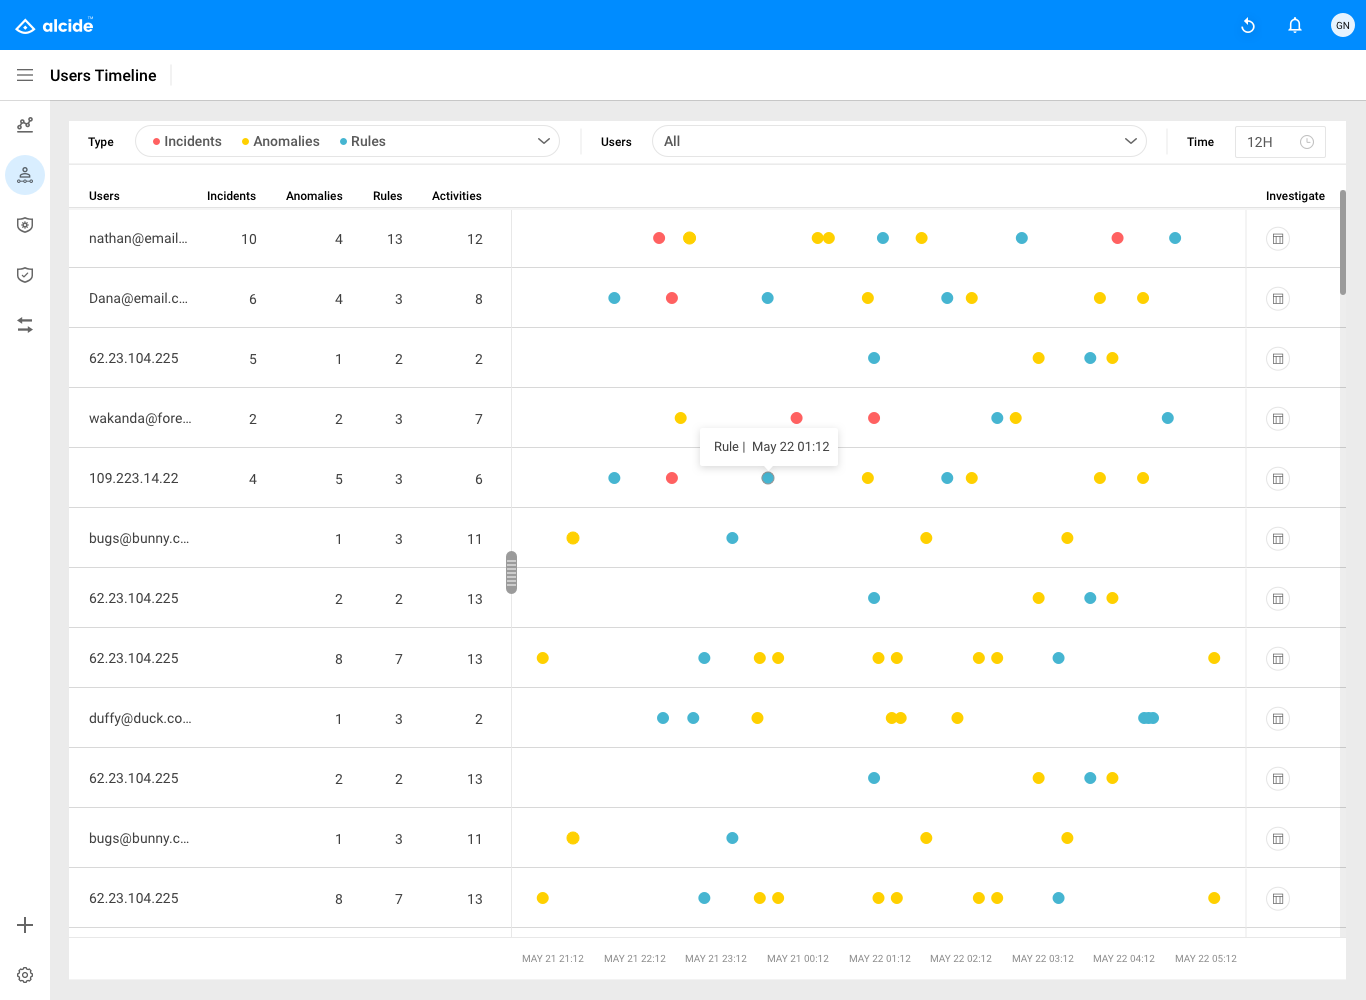 alcide™
GN
Users Timeline
Type Incidents Anomalies Rules Users All Time 12H
Users Incidents Anomalies Rules Activities Investigate
nathan@email... 10 4 13 12
Dana@email.c... 6 4 3 8
62.23.104.225 5 1 2 2
wakanda@fore... 2 2 3 7
Rule | May 22 01:12
109.223.14.22 4 5 3 6
bugs@bunny.c... 1 3 11
62.23.104.225 2 2 13
62.23.104.225 8 7 13
duffy@duck.co... 1 3 2
62.23.104.225 2 2 13
bugs@bunny.c... 1 3 11
62.23.104.225 8 7 13
MAY 21 21:12 MAY 21 22:12 MAY 21 23:12 MAY 21 00:12 MAY 22 01:12 MAY 22 02:12 MAY 22 03:12 MAY 22 04:12 MAY 22 05:12